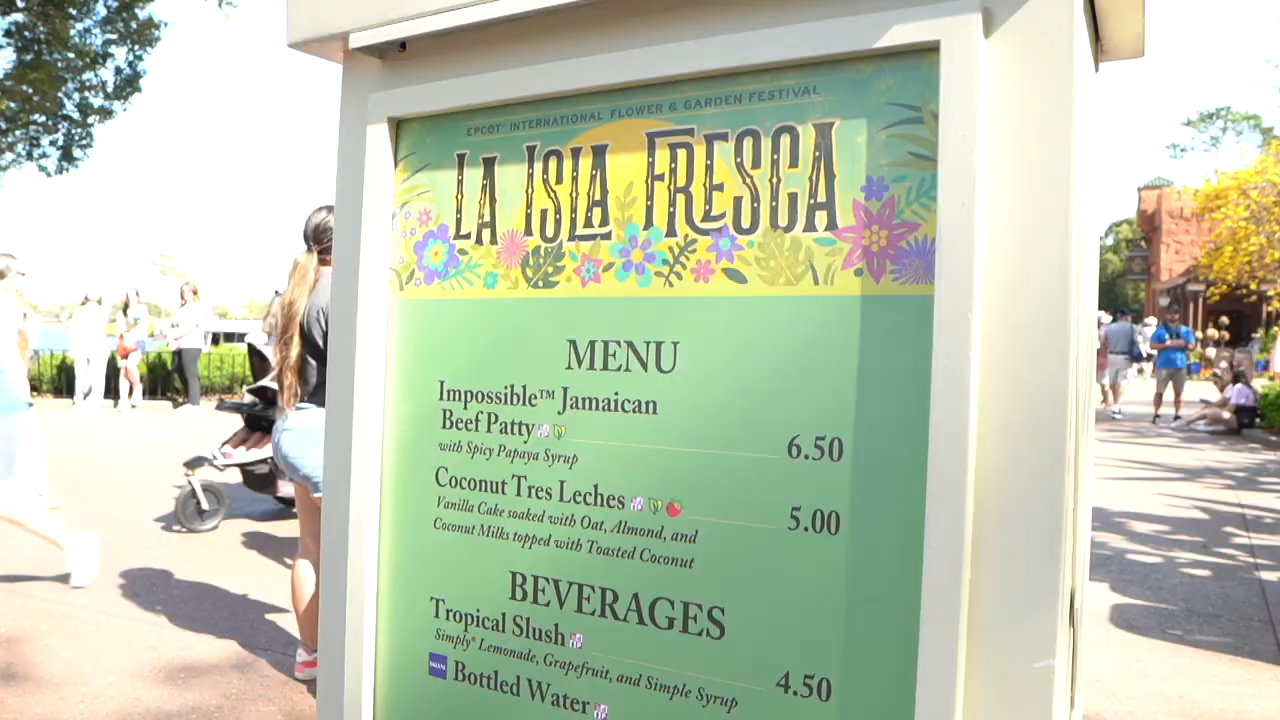 EPCOT® INTERNATIONAL FLOWER & GARDEN FESTIVAL
LA ISLA FRESCA
MENU
Impossible™ Jamaican
Beef Patty 6.50
with Spicy Papaya Syrup
Coconut Tres Leches 5.00
Vanilla Cake soaked with Oat, Almond, and
Coconut Milks topped with Toasted Coconut
BEVERAGES
Tropical Slush 4.50
Simply® Lemonade, Grapefruit, and Simple Syrup
DASANI Bottled Water